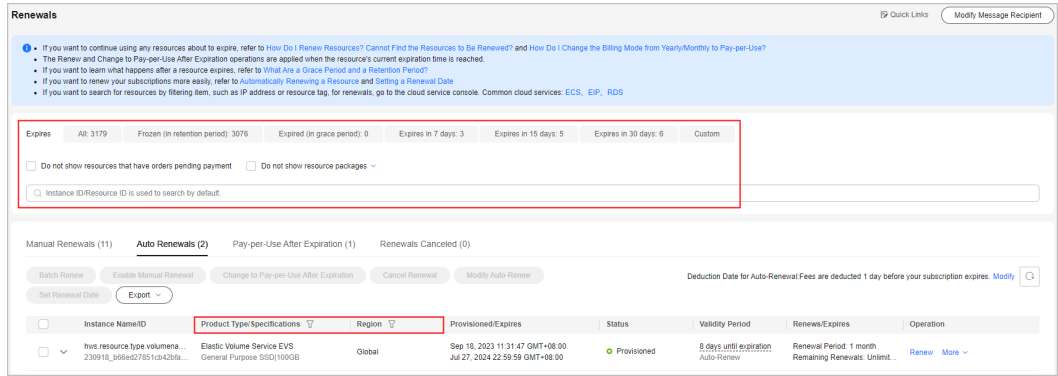 Renewals
Quick Links
Modify Message Recipient
If you want to continue using any resources about to expire, refer to How Do I Renew Resources? Cannot Find the Resources to Be Renewed? and How Do I Change the Billing Mode from Yearly/Monthly to Pay-per-Use?
The Renew and Change to Pay-per-Use After Expiration operations are applied when the resource's current expiration time is reached.
If you want to learn what happens after a resource expires, refer to What Are a Grace Period and a Retention Period?
If you want to renew your subscriptions more easily, refer to Automatically Renewing a Resource and Setting a Renewal Date
If you want to search for resources by filtering item, such as IP address or resource tag, for renewals, go to the cloud service console. Common cloud services: ECS、EIP、RDS
Expires All: 3179 Frozen (in retention period): 3076 Expired (in grace period): 0 Expires in 7 days: 3 Expires in 15 days: 5 Expires in 30 days: 6 Custom
Do not show resources that have orders pending payment Do not show resource packages
Instance ID/Resource ID is used to search by default.
Manual Renewals (11) Auto Renewals (2) Pay-per-Use After Expiration (1) Renewals Canceled (0)
Batch Renew Enable Manual Renewal Change to Pay-per-Use After Expiration Cancel Renewal Modify Auto-Renew Deduction Date for Auto-Renewal:Fees are deducted 1 day before your subscription expires. Modify
Set Renewal Date Export
Instance Name/ID Product Type/Specifications Region Provisioned/Expires Status Validity Period Renews/Expires Operation
hws.resource.type.volumena... Elastic Volume Service EVS Global Sep 18, 2023 11:31:47 GMT+08:00 Provisioned 8 days until expiration Renewal Period: 1 month Renew More
230918_b66ed27851cb42bfa... General Purpose SSD|100GB Jul 27, 2024 22:59:59 GMT+08:00 Auto-Renew Remaining Renewals: Unlimit...